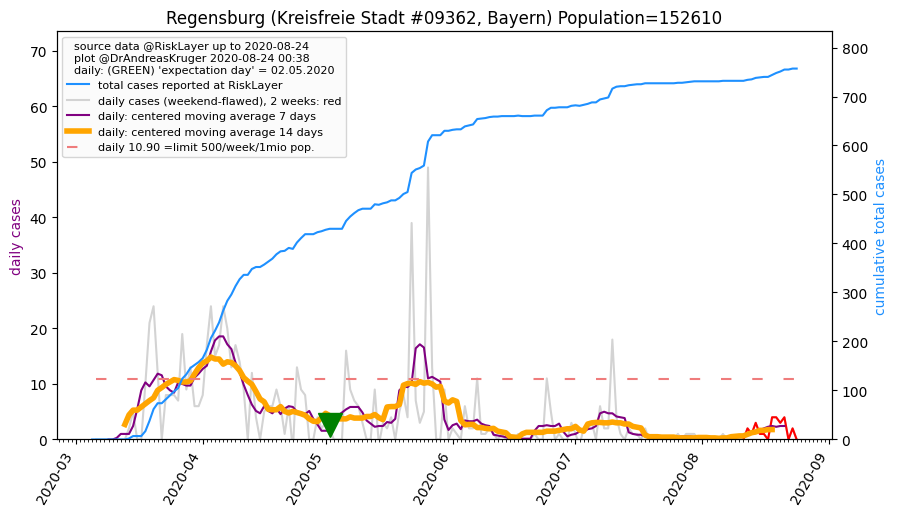 Regensburg (Kreisfreie Stadt #09362, Bayern) Population=152610
source data @RiskLayer up to 2020-08-24
plot @DrAndreasKruger 2020-08-24 00:38
daily: (GREEN) 'expectation day' = 02.05.2020
total cases reported at RiskLayer
daily cases (weekend-flawed), 2 weeks: red
daily: centered moving average 7 days
daily: centered moving average 14 days
daily 10.90 =limit 500/week/1mio pop.
daily cases
70
60
50
40
30
20
10
0
cumulative total cases
800
700
600
500
400
300
200
100
0
2020-03
2020-04
2020-05
2020-06
2020-07
2020-08
2020-09